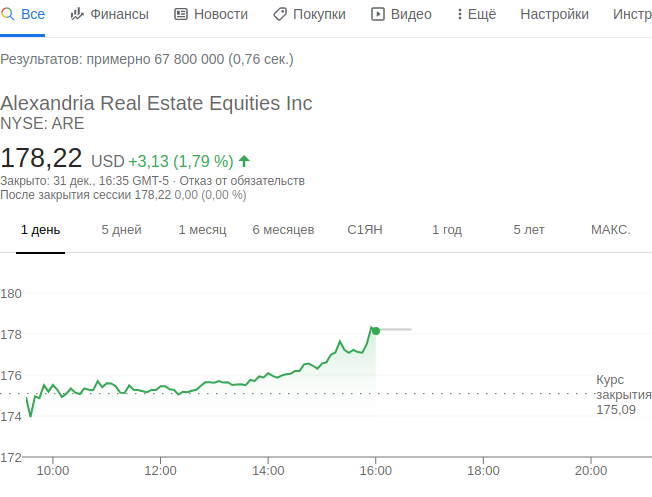 Все Финансы Новости Покупки Видео Ещё Настройки Инстр
Результатов: примерно 67 800 000 (0,76 сек.)
Alexandria Real Estate Equities Inc
NYSE: ARE
178,22 USD +3,13 (1,79 %)
Закрыто: 31 дек., 16:35 GMT-5 · Отказ от обязательств
После закрытия сессии 178,22 0,00 (0,00 %)
1 день 5 дней 1 месяц 6 месяцев С1ЯН 1 год 5 лет МАКС.
180
178
176
Курс
закрытия
175,09
174
172
10:00 12:00 14:00 16:00 18:00 20:00